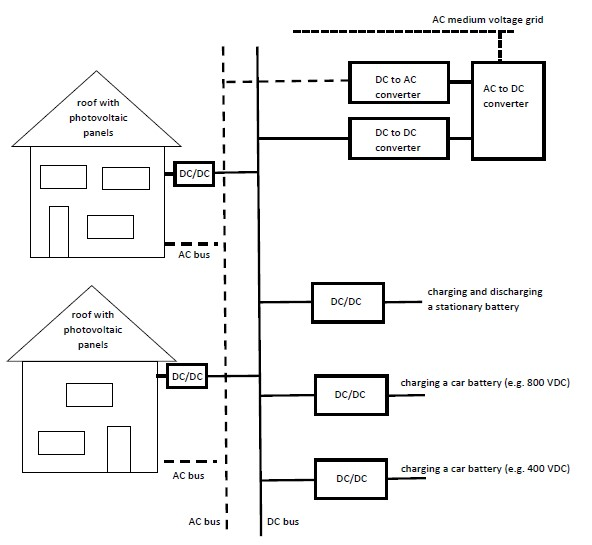 AC medium voltage grid
DC to AC
converter
AC to DC
converter
DC to DC
converter
roof with
photovoltaic
panels
DC/DC
AC bus
charging and discharging
a stationary battery
DC/DC
roof with
photovoltaic
panels
DC/DC
charging a car battery (e.g. 800 VDC)
DC/DC
charging a car battery (e.g. 400 VDC)
DC/DC
AC bus
AC bus
DC bus